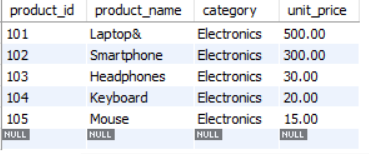 product_id product_name category unit_price
101 Laptop& Electronics 500.00
102 Smartphone Electronics 300.00
103 Headphones Electronics 30.00
104 Keyboard Electronics 20.00
105 Mouse Electronics 15.00
NULL NULL NULL NULL